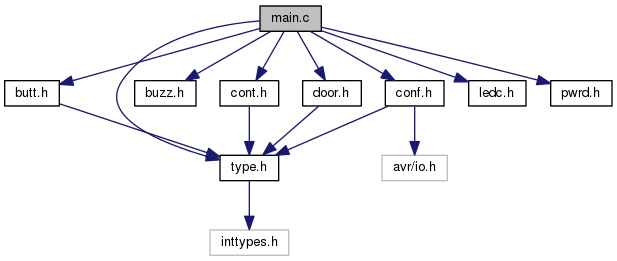 main.c
butt.h
buzz.h
cont.h
door.h
conf.h
ledc.h
pwrd.h
type.h
avr/io.h
inttypes.h